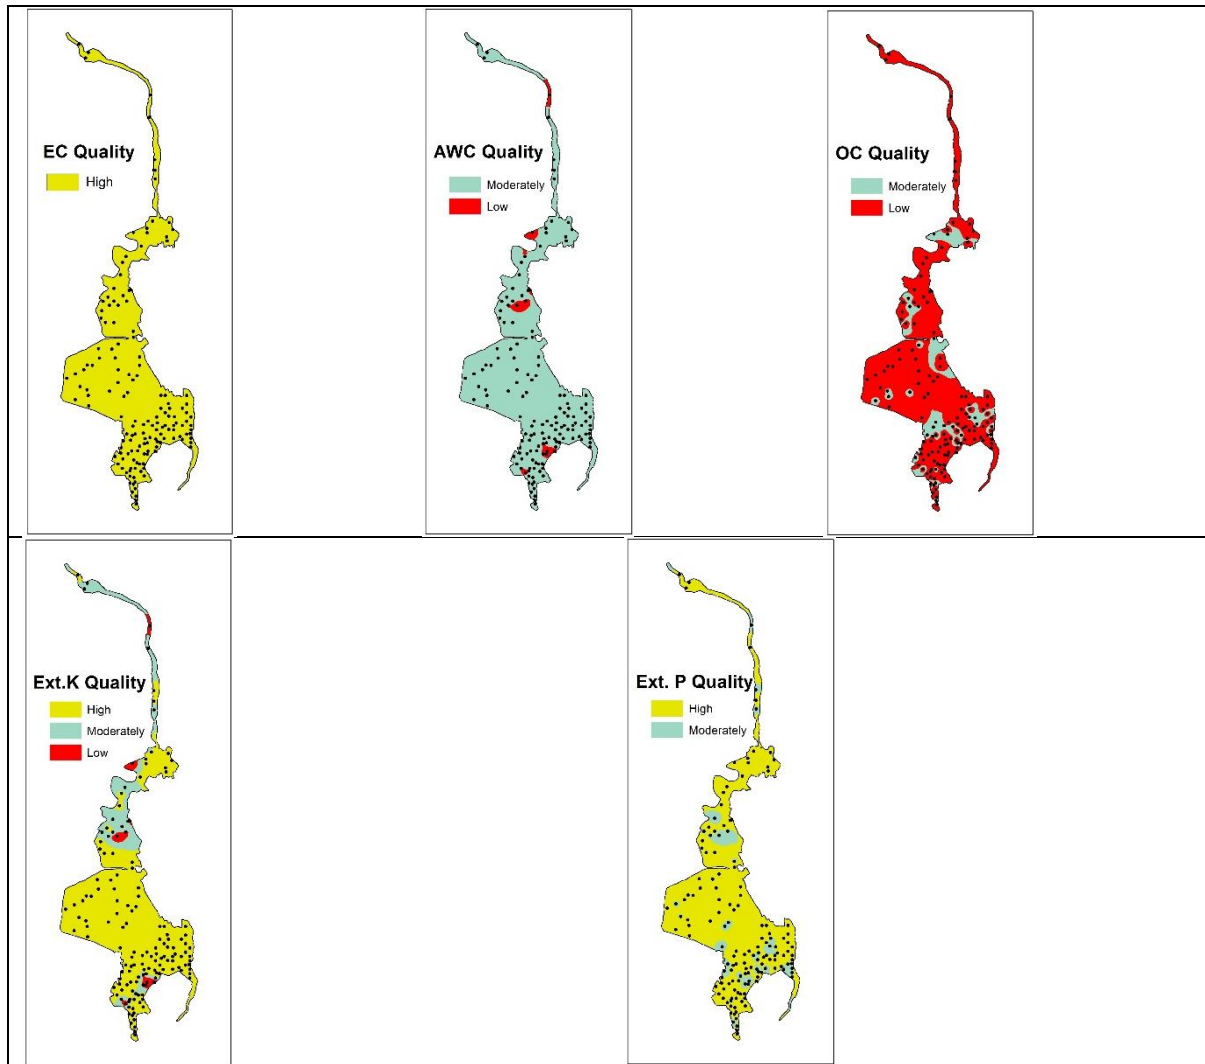 EC Quality
High
AWC Quality
Moderately
Low
OC Quality
Moderately
Low
Ext.K Quality
High
Moderately
Low
Ext. P Quality
High
Moderately